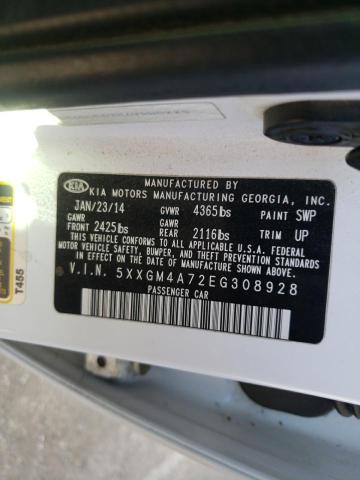 MANUFACTURED BY
KIA KIA MOTORS MANUFACTURING GEORGIA, INC.
JAN/23/14 GVWR 4365lbs PAINT SWP
GAWR FRONT 2425lbs GAWR REAR 2116lbs TRIM UP
THIS VEHICLE CONFORMS TO ALL APPLICABLE U.S.A. FEDERAL
MOTOR VEHICLE SAFETY, BUMPER, AND THEFT PREVENTION
STANDARDS IN EFFECT ON THE DATE OF MANUFACTURE SHOWN ABOVE.
V.I.N. 5XXGM4A72EG308928
PASSENGER CAR
T455